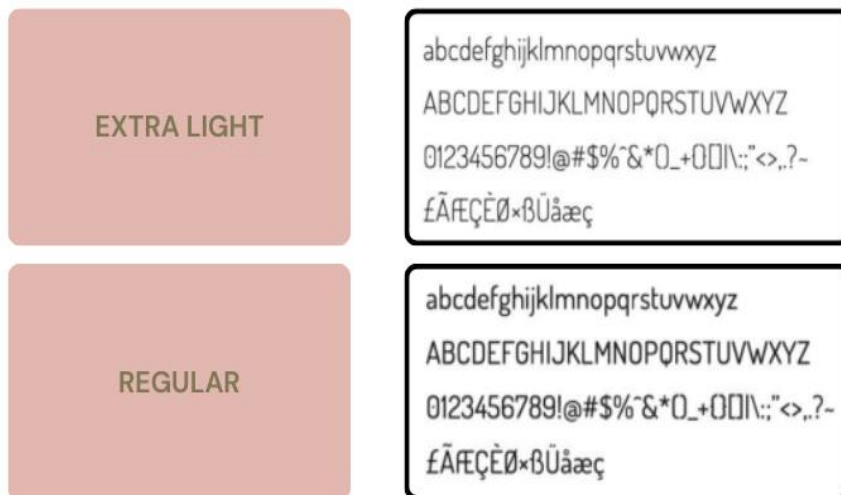 EXTRA LIGHT
abcdefghijklmnopqrstuvwxyz
ABCDEFGHIJKLMNOPQRSTUVWXYZ
0123456789!@#$%^&*()_+{}[]|\:;"<>,.?~
£ÃÆÇÈØ×ßÜåæç
REGULAR
abcdefghijklmnopqrstuvwxyz
ABCDEFGHIJKLMNOPQRSTUVWXYZ
0123456789!@#$%^&*()_+{}[]|\:;"<>,.?~
£ÃÆÇÈØ×ßÜåæç